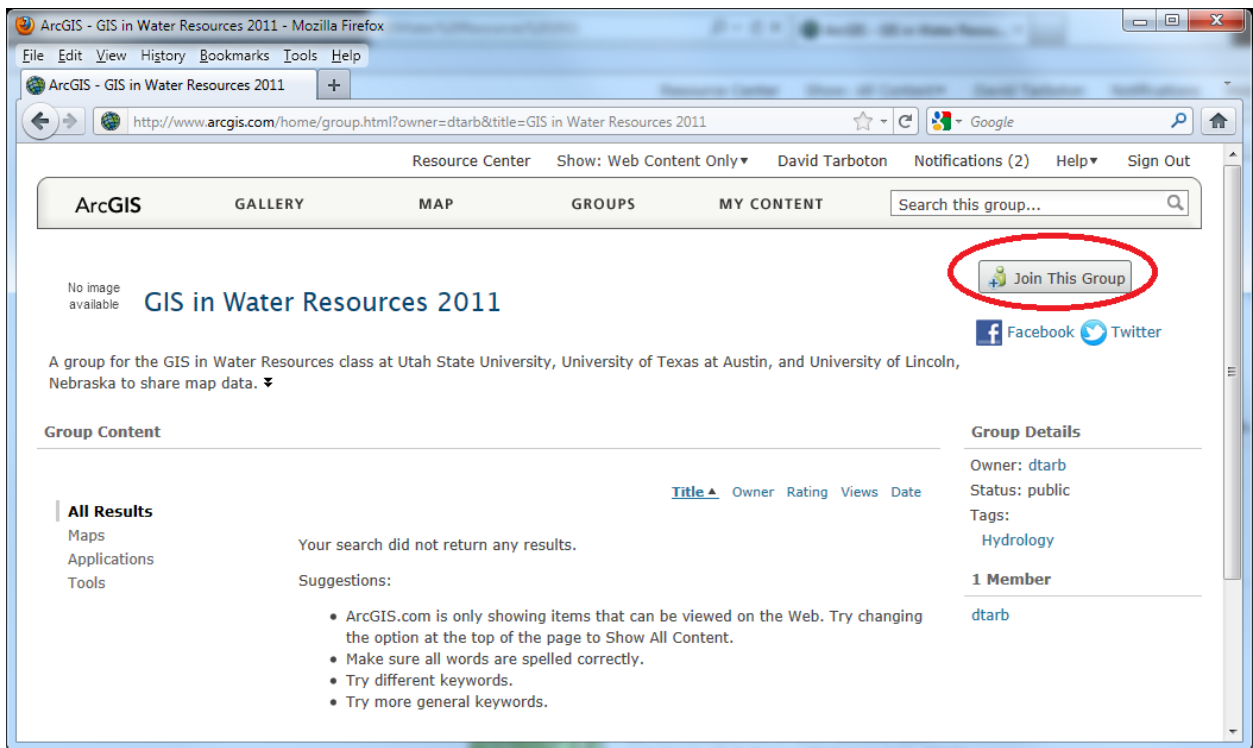 ArcGIS - GIS in Water Resources 2011 - Mozilla Firefox
File Edit View History Bookmarks Tools Help
ArcGIS - GIS in Water Resources 2011 +
http://www.arcgis.com/home/group.html?owner=dtarb&title=GIS in Water Resources 2011 Google
Resource Center Show: Web Content Only▾ David Tarboton Notifications (2) Help▾ Sign Out
ArcGIS GALLERY MAP GROUPS MY CONTENT Search this group...
Join This Group
No image
available
GIS in Water Resources 2011
Facebook Twitter
A group for the GIS in Water Resources class at Utah State University, University of Texas at Austin, and University of Lincoln,
Nebraska to share map data.
Group Content
Title ▲ Owner Rating Views Date
All Results
Maps
Applications
Tools
Your search did not return any results.
Suggestions:
• ArcGIS.com is only showing items that can be viewed on the Web. Try changing
the option at the top of the page to Show All Content.
• Make sure all words are spelled correctly.
• Try different keywords.
• Try more general keywords.
Group Details
Owner: dtarb
Status: public
Tags:
Hydrology
1 Member
dtarb